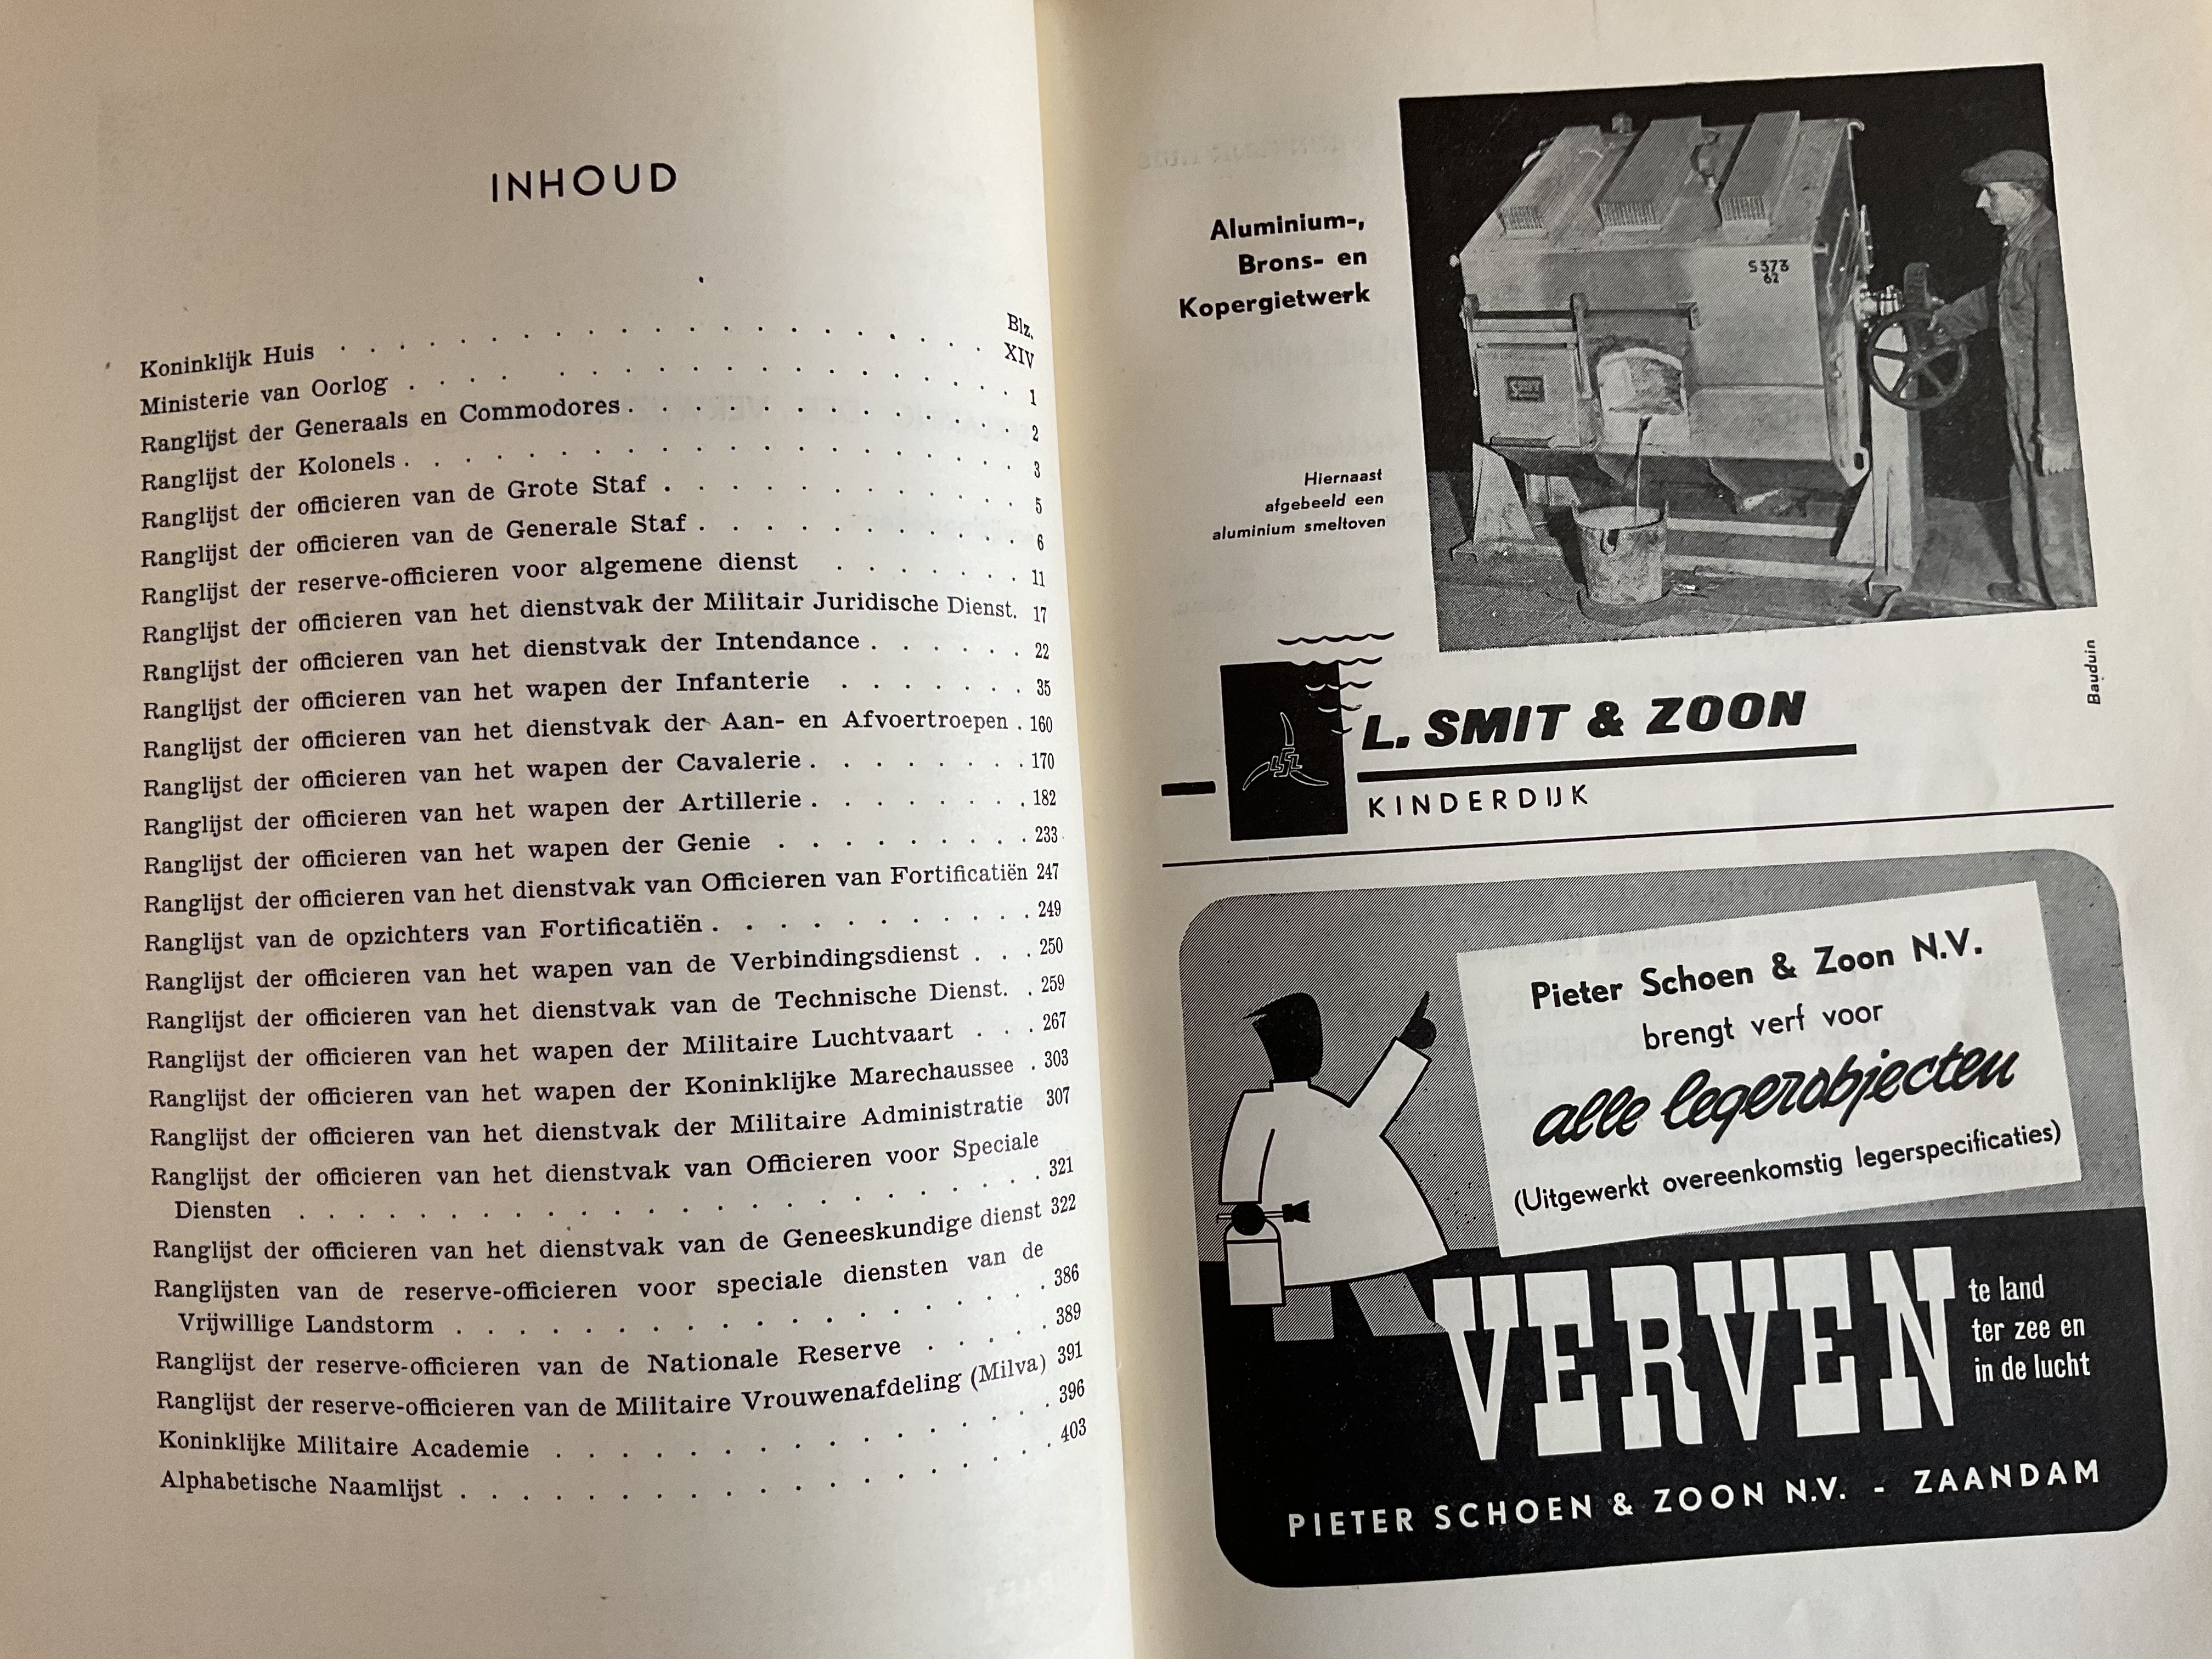 INHOUD
Blz.
Koninklijk Huis . . . . . . . . . . . . . . . . . . XIV
Ministerie van Oorlog . . . . . . . . . . . . . . . . 1
Ranglijst der Generaals en Commodores . . . . . . . . . . . 2
Ranglijst der Kolonels . . . . . . . . . . . . . . . . 3
Ranglijst der officieren van de Grote Staf . . . . . . . . . . 5
Ranglijst der officieren van de Generale Staf . . . . . . . . . 6
Ranglijst der reserve-officieren voor algemene dienst . . . . . . . 11
Ranglijst der officieren van het dienstvak der Militair Juridische Dienst. 17
Ranglijst der officieren van het dienstvak der Intendance . . . . . . 22
Ranglijst der officieren van het wapen der Infanterie . . . . . . . 35
Ranglijst der officieren van het dienstvak der Aan- en Afvoertroepen . 160
Ranglijst der officieren van het wapen der Cavalerie . . . . . . . 170
Ranglijst der officieren van het wapen der Artillerie . . . . . . . 182
Ranglijst der officieren van het wapen der Genie . . . . . . . . 233
Ranglijst der officieren van het dienstvak van Officieren van Fortificatiën 247
Ranglijst van de opzichters van Fortificatiën . . . . . . . . . . 249
Ranglijst der officieren van het wapen van de Verbindingsdienst . . . 250
Ranglijst der officieren van het dienstvak van de Technische Dienst. . 259
Ranglijst der officieren van het wapen der Militaire Luchtvaart . . . 267
Ranglijst der officieren van het wapen der Koninklijke Marechaussee . 303
Ranglijst der officieren van het dienstvak der Militaire Administratie 307
Ranglijst der officieren van het dienstvak van Officieren voor Speciale
Diensten . . . . . . . . . . . . . . . . . . . . 321
Ranglijst der officieren van het dienstvak van de Geneeskundige dienst 322
Ranglijsten van de reserve-officieren voor speciale diensten van de
Vrijwillige Landstorm . . . . . . . . . . . . . . . 386
Ranglijst der reserve-officieren van de Nationale Reserve . . . . . 389
Ranglijst der reserve-officieren van de Militaire Vrouwenafdeling (Milva) 391
Koninklijke Militaire Academie . . . . . . . . . . . . . 396
Alphabetische Naamlijst . . . . . . . . . . . . . . . 403
Aluminium-,
Brons- en
Kopergietwerk
S 373
62
SMIT
Hiernaast
afgebeeld een
aluminium smeltoven
Bauduin
LSZ
L. SMIT & ZOON
KINDERDIJK
Pieter Schoen & Zoon N.V.
brengt verf voor
alle legerobjecten
(Uitgewerkt overeenkomstig legerspecificaties)
VERVEN
te land
ter zee en
in de lucht
PIETER SCHOEN & ZOON N.V. - ZAANDAM